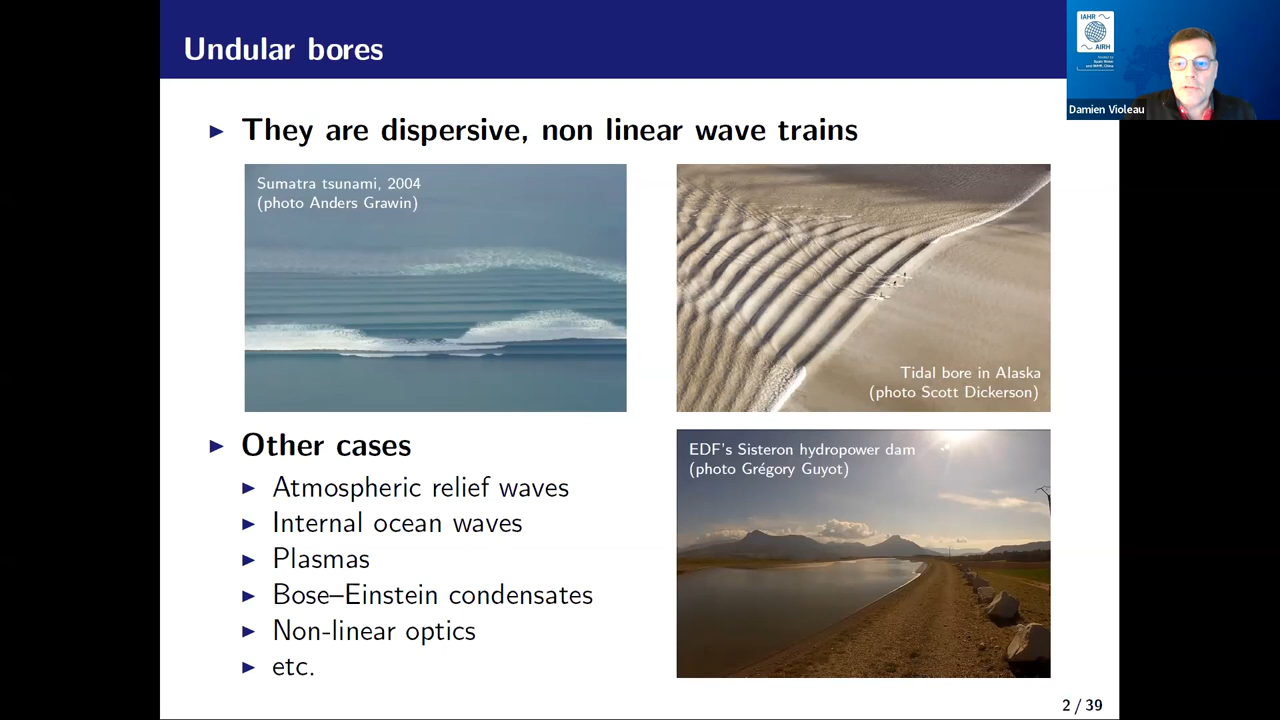 Undular bores
They are dispersive, non linear wave trains
Sumatra tsunami, 2004
(photo Anders Grawin)
Tidal bore in Alaska
(photo Scott Dickerson)
Other cases
Atmospheric relief waves
Internal ocean waves
Plasmas
Bose–Einstein condensates
Non-linear optics
etc.
EDF's Sisteron hydropower dam
(photo Grégory Guyot)
2 / 39
IAHR
AIRH
Damien Violeau